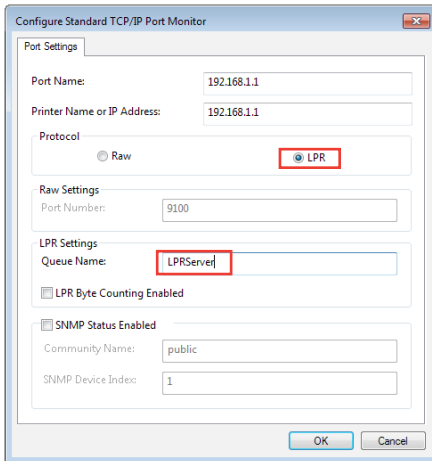 Configure Standard TCP/IP Port Monitor
Port Settings
Port Name: 192.168.1.1
Printer Name or IP Address: 192.168.1.1
Protocol
Raw LPR
Raw Settings
Port Number: 9100
LPR Settings
Queue Name: LPRServer
LPR Byte Counting Enabled
SNMP Status Enabled
Community Name: public
SNMP Device Index: 1
OK Cancel